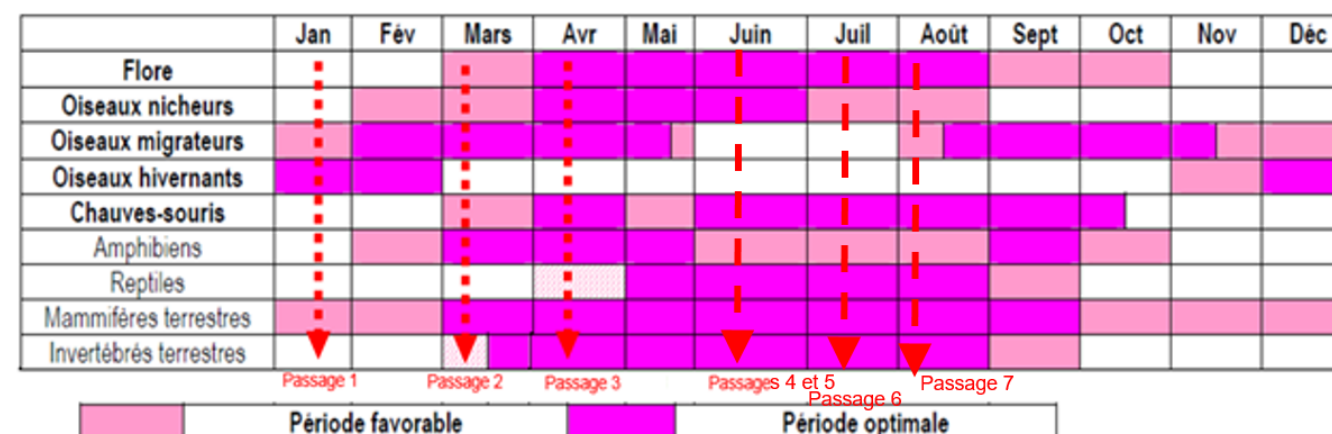 Jan Fév Mars Avr Mai Juin Juil Août Sept Oct Nov Déc
Flore
Oiseaux nicheurs
Oiseaux migrateurs
Oiseaux hivernants
Chauves-souris
Amphibiens
Reptiles
Mammifères terrestres
Invertébrés terrestres
Passage 1 Passage 2 Passage 3 Passages 4 et 5 Passage 7
Passage 6
Période favorable Période optimale